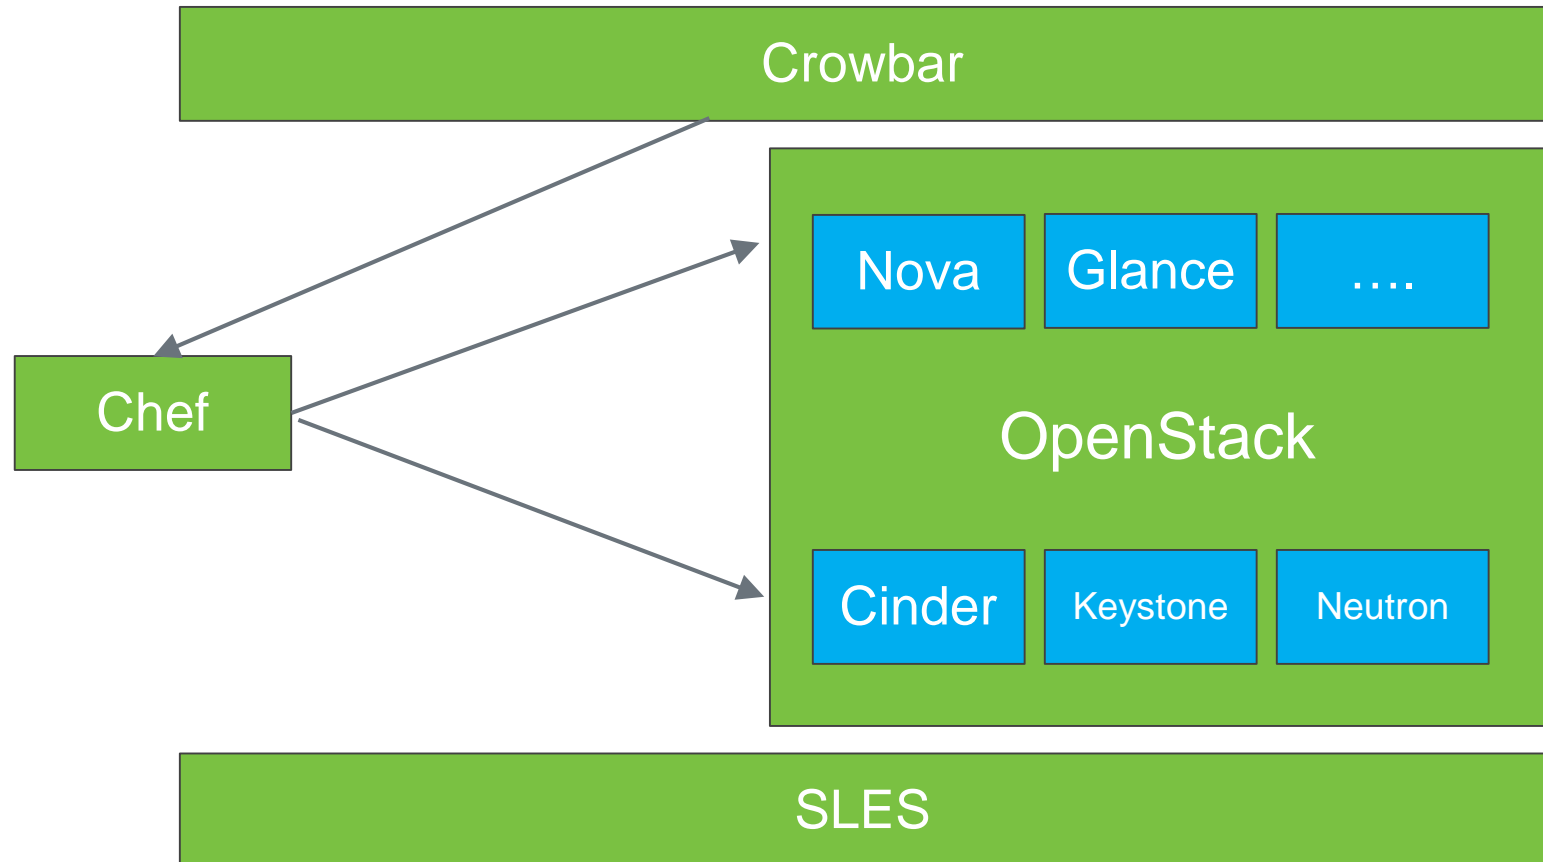 Crowbar
Nova
Glance
....
Chef
OpenStack
Cinder
Keystone
Neutron
SLES